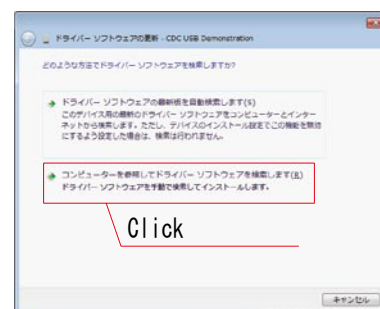 ドライバー ソフトウェアの更新 - CDC USB Demonstration
どのような方法でドライバー ソフトウェアを検索しますか?
ドライバー ソフトウェアの最新版を自動検索します(S)
このデバイス用の最新のドライバー ソフトウェアをコンピューターとインター
ネットから検索します。ただし、デバイスのインストール設定でこの機能を無効
にするよう設定した場合は、検索は行われません。
コンピューターを参照してドライバー ソフトウェアを検索します(R)
ドライバー ソフトウェアを手動で検索してインストールします。
Click
キャンセル